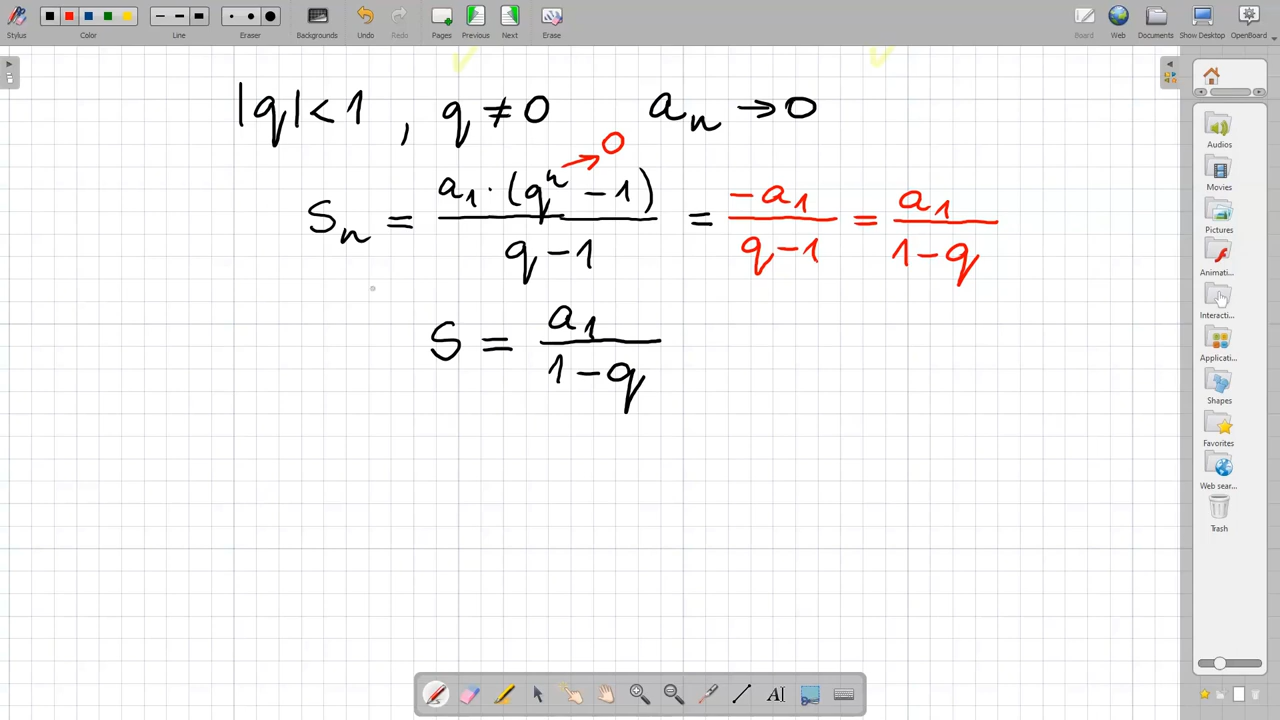 Stylus Color Line Eraser Backgrounds Undo Redo Pages Previous Next Erase Board Web Documents Show Desktop OpenBoard
|q| < 1 , q ≠ 0 aₙ → 0
Sₙ = a₁·(qⁿ → 0 − 1) / (q − 1) = −a₁ / (q − 1) = a₁ / (1 − q)
S = a₁ / (1 − q)
Audios
Movies
Pictures
Animati...
Interacti...
Applicati...
Shapes
Favorites
Web sear...
Trash
AI